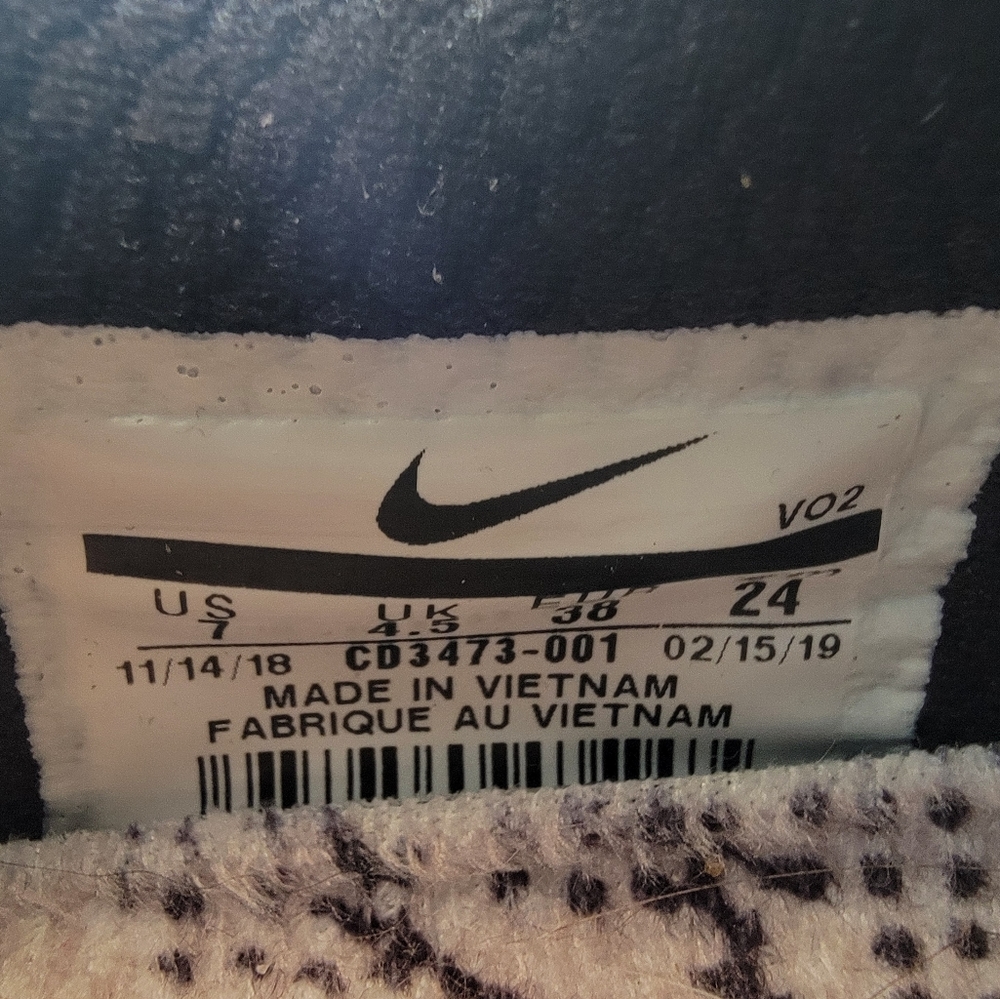 VO2
US UK EUR
7 4.5 38 24
11/14/18 CD3473-001 02/15/19
MADE IN VIETNAM
FABRIQUE AU VIETNAM